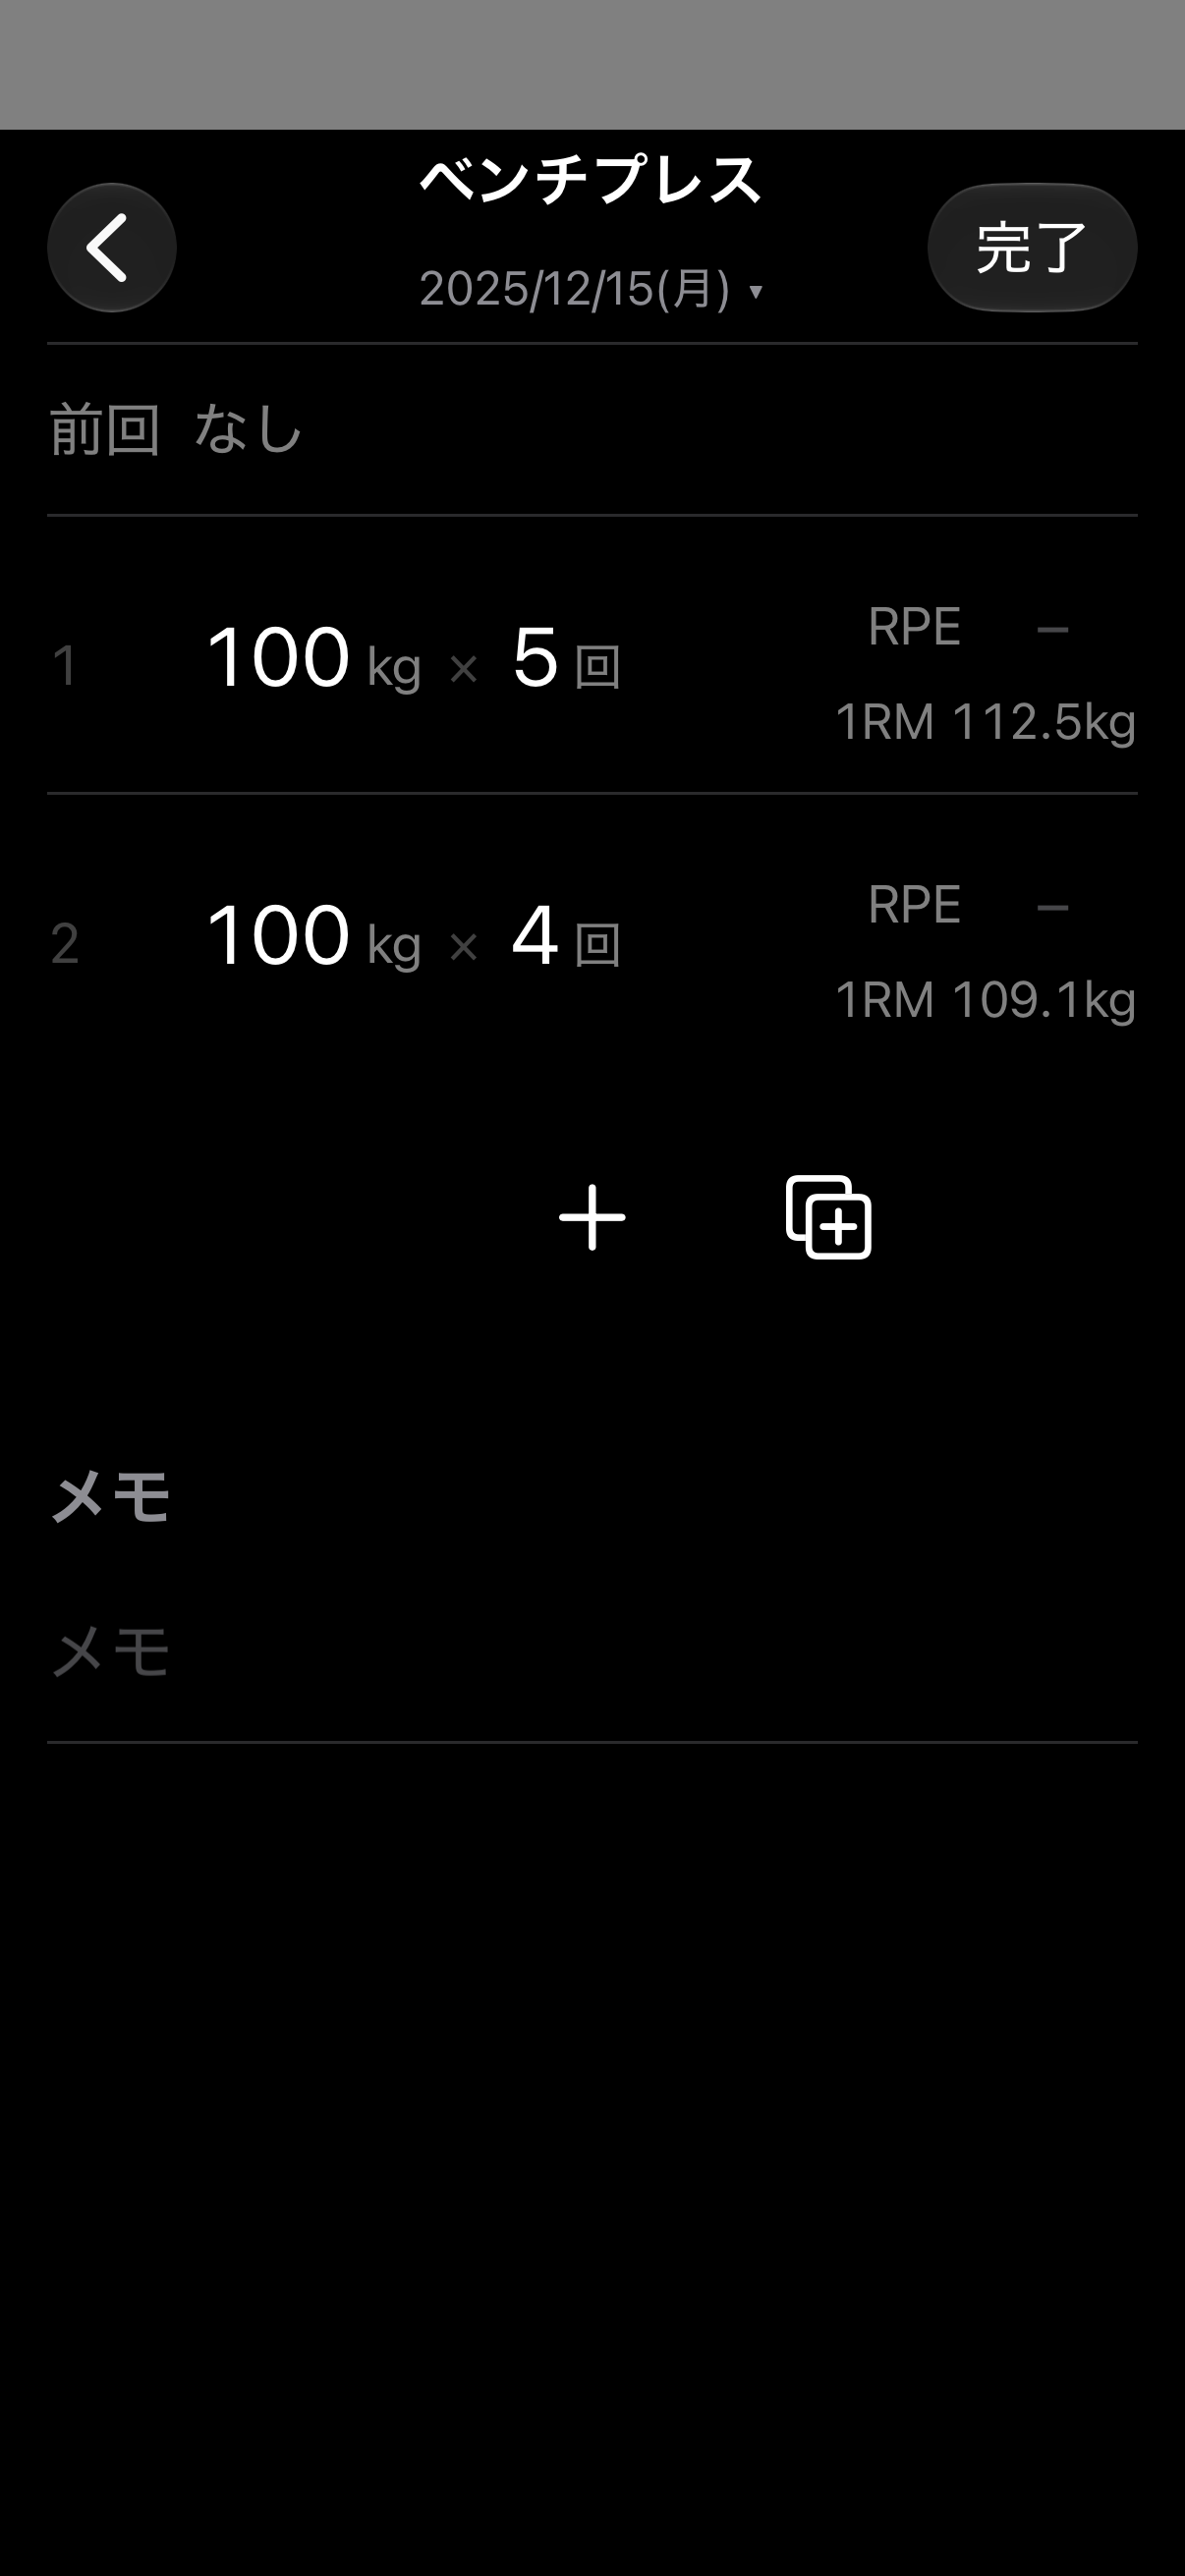 ベンチプレス
2025/12/15(月) ▼
完了
前回 なし
1 100 kg × 5 回 RPE –
1RM 112.5kg
2 100 kg × 4 回 RPE –
1RM 109.1kg
メモ
メモ